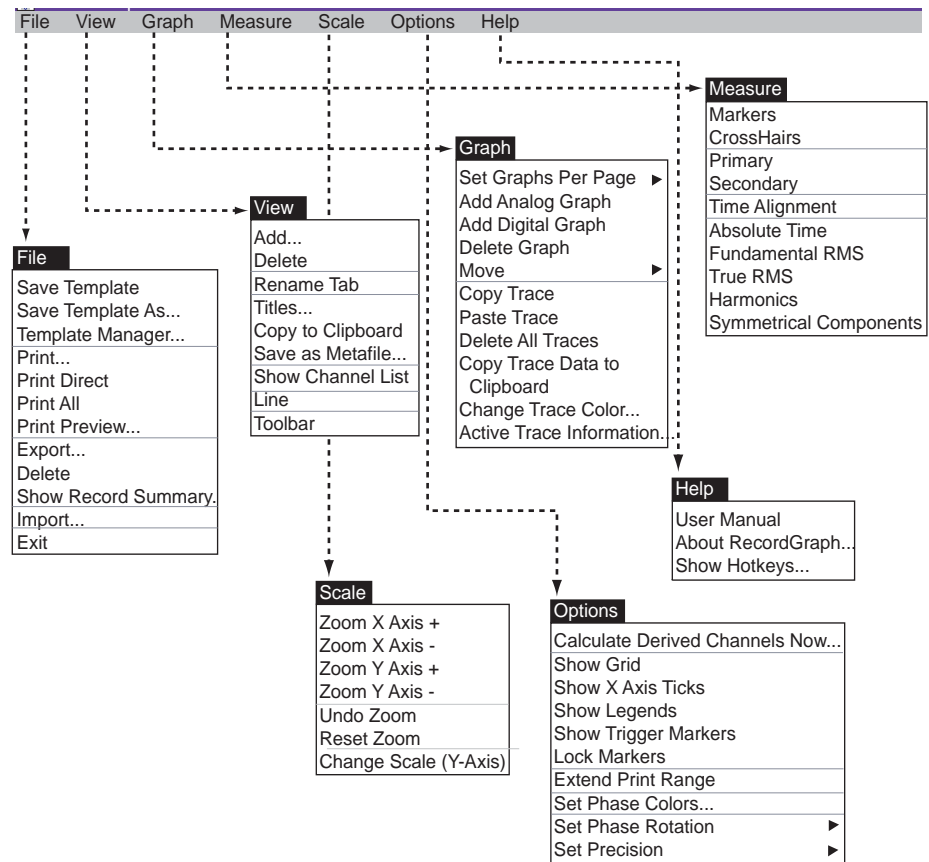 File View Graph Measure Scale Options Help
Measure
Markers
CrossHairs
Primary
Secondary
Time Alignment
Absolute Time
Fundamental RMS
True RMS
Harmonics
Symmetrical Components
Graph
Set Graphs Per Page
Add Analog Graph
Add Digital Graph
Delete Graph
Move
Copy Trace
Paste Trace
Delete All Traces
Copy Trace Data to
Clipboard
Change Trace Color...
Active Trace Information...
View
Add...
Delete
Rename Tab
Titles...
Copy to Clipboard
Save as Metafile...
Show Channel List
Line
Toolbar
File
Save Template
Save Template As...
Template Manager...
Print...
Print Direct
Print All
Print Preview...
Export...
Delete
Show Record Summary.
Import...
Exit
Help
User Manual
About RecordGraph...
Show Hotkeys...
Scale
Zoom X Axis +
Zoom X Axis -
Zoom Y Axis +
Zoom Y Axis -
Undo Zoom
Reset Zoom
Change Scale (Y-Axis)
Options
Calculate Derived Channels Now...
Show Grid
Show X Axis Ticks
Show Legends
Show Trigger Markers
Lock Markers
Extend Print Range
Set Phase Colors...
Set Phase Rotation
Set Precision